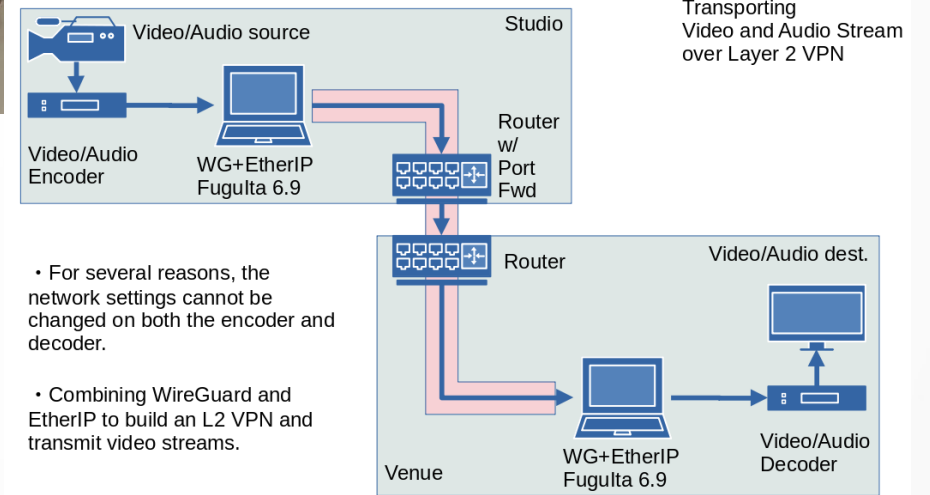 Transporting
Video and Audio Stream
over Layer 2 VPN
Studio
Video/Audio source
Video/Audio
Encoder
WG+EtherIP
FuguIta 6.9
Router
w/
Port
Fwd
・For several reasons, the
network settings cannot be
changed on both the encoder and
decoder.
・Combining WireGuard and
EtherIP to build an L2 VPN and
transmit video streams.
Router
Video/Audio dest.
WG+EtherIP
FuguIta 6.9
Video/Audio
Decoder
Venue